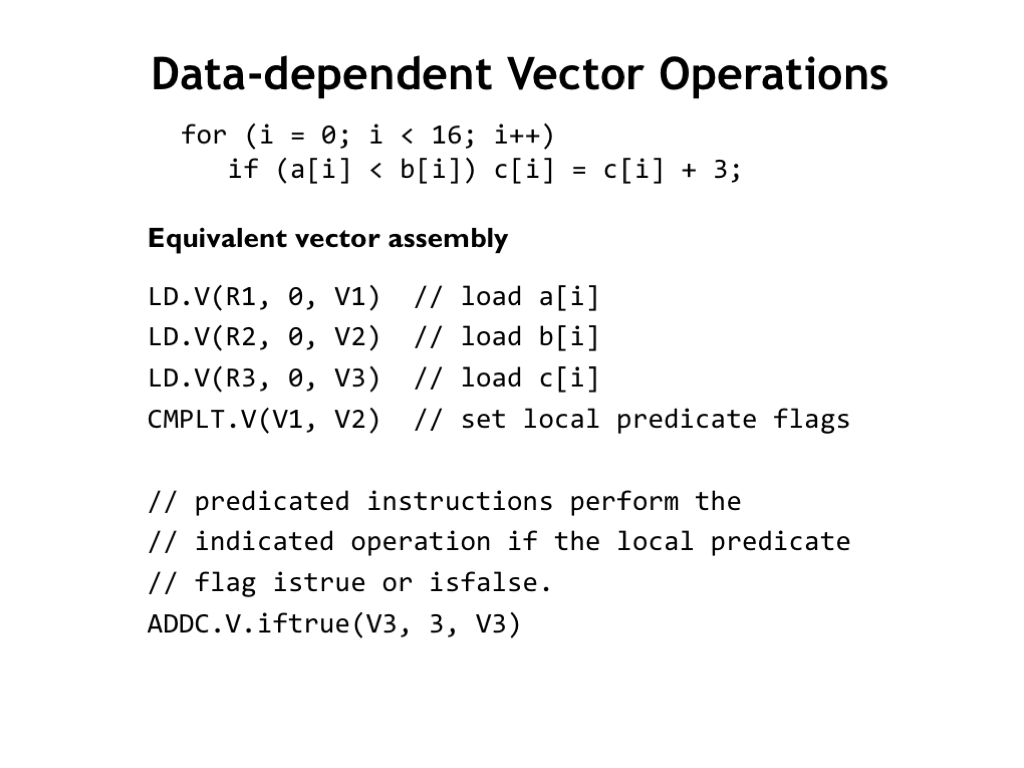 Data-dependent Vector Operations
for (i = 0; i < 16; i++)
if (a[i] < b[i]) c[i] = c[i] + 3;
Equivalent vector assembly
LD.V(R1, 0, V1)  // load a[i]
LD.V(R2, 0, V2)  // load b[i]
LD.V(R3, 0, V3)  // load c[i]
CMPLT.V(V1, V2)  // set local predicate flags
// predicated instructions perform the
// indicated operation if the local predicate
// flag istrue or isfalse.
ADDC.V.iftrue(V3, 3, V3)